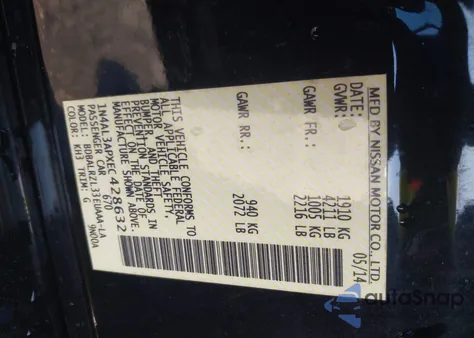 MFD BY NISSAN MOTOR CO., LTD.
DATE: 05/14
GVWR: 1910 KG
4211 LB
GAWR FR.: 1005 KG
2216 LB
GAWR RR.: 940 KG
2072 LB
THIS VEHICLE CONFORMS TO
ALL APPLICABLE FEDERAL
MOTOR VEHICLE SAFETY,
BUMPER, AND THEFT
PREVENTION STANDARDS IN
EFFECT ON THE DATE OF
MANUFACTURE SHOWN ABOVE.
1N4AL3APXEC428632
PASSENGER CAR
MODEL: BDBALRZL33EUAAA-LA
COLOR: KH3 TRIM: G
autoSnap